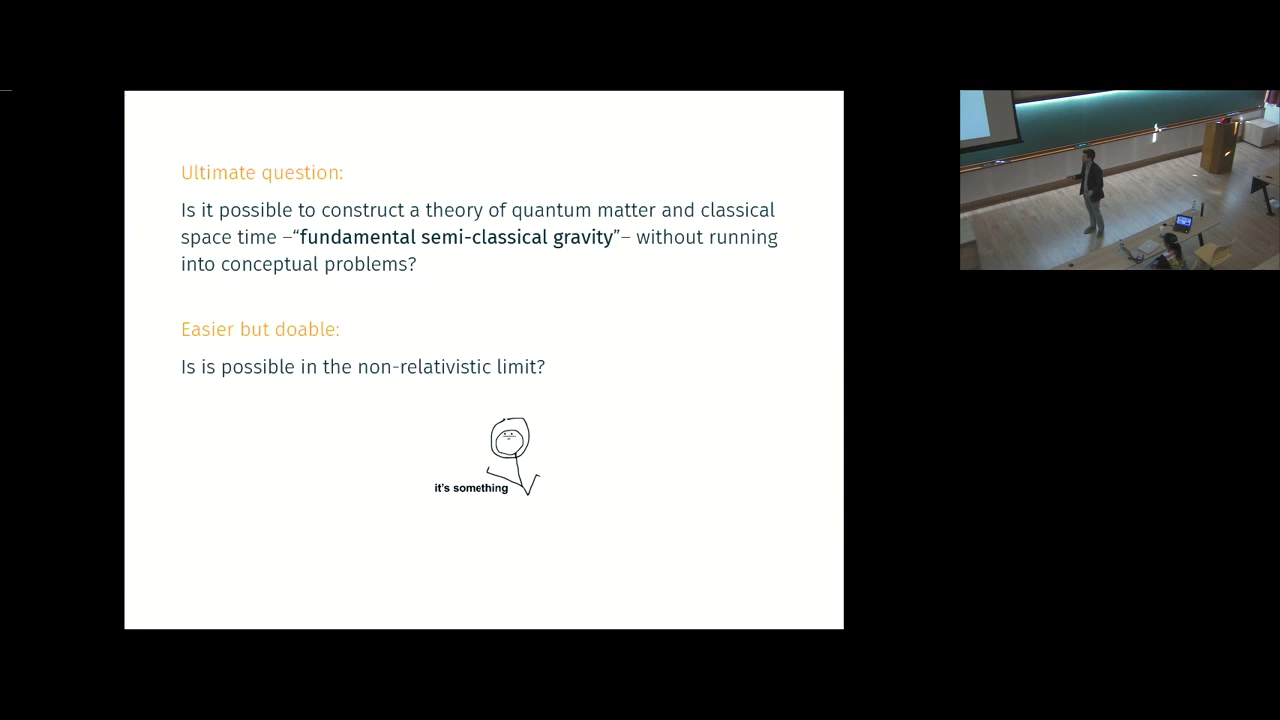 Ultimate question:
Is it possible to construct a theory of quantum matter and classical
space time –“fundamental semi-classical gravity”– without running
into conceptual problems?
Easier but doable:
Is is possible in the non-relativistic limit?
it's something